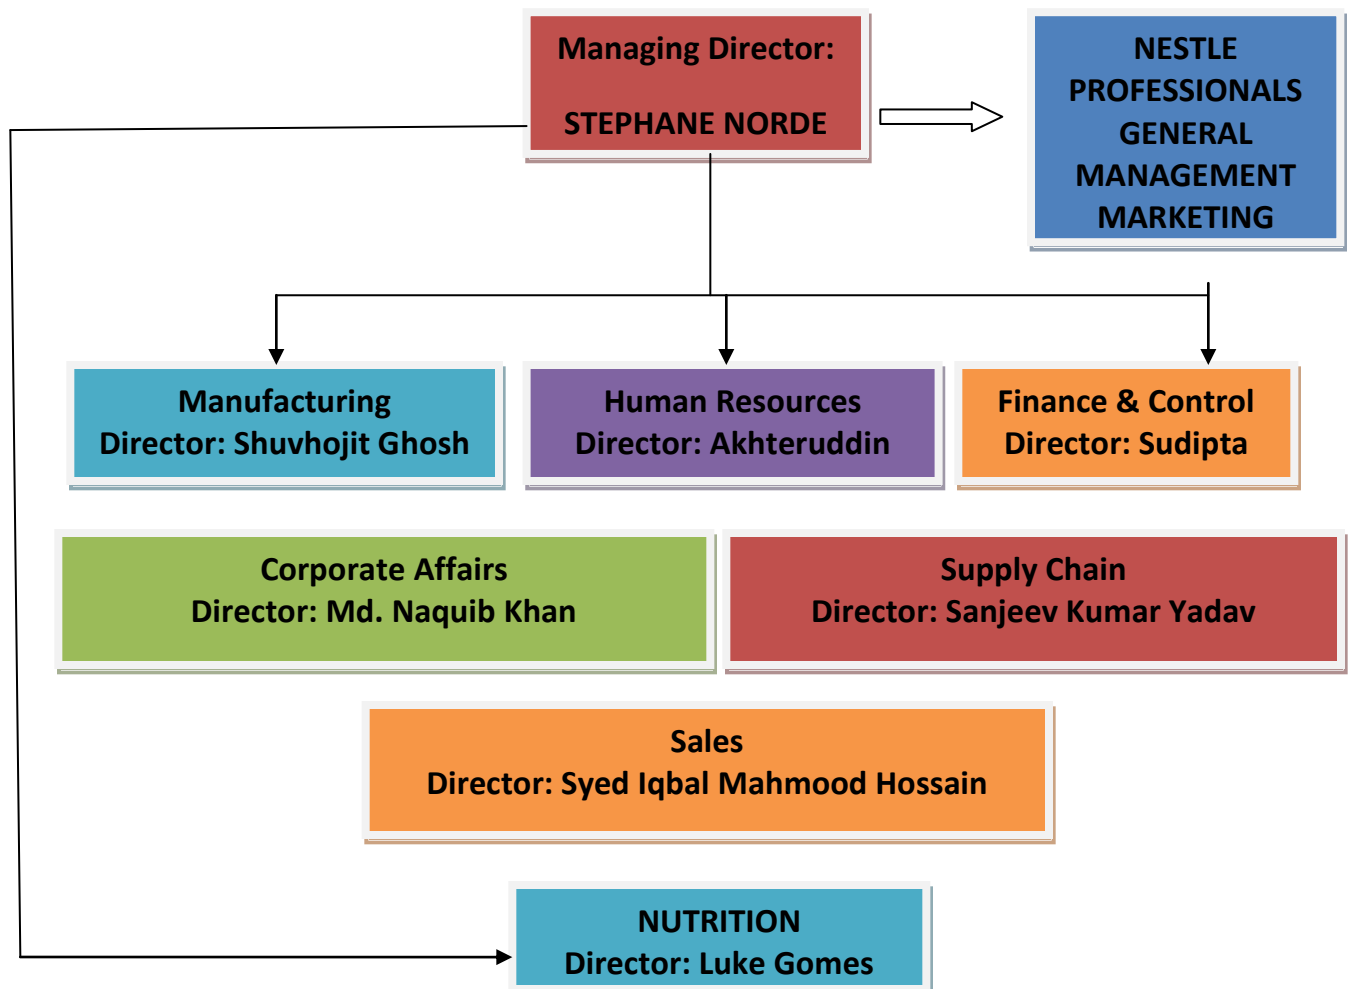 Managing Director:
STEPHANE NORDE
NESTLE
PROFESSIONALS
GENERAL
MANAGEMENT
MARKETING
Manufacturing
Director: Shuvhojit Ghosh
Human Resources
Director: Akhteruddin
Finance & Control
Director: Sudipta
Corporate Affairs
Director: Md. Naquib Khan
Supply Chain
Director: Sanjeev Kumar Yadav
Sales
Director: Syed Iqbal Mahmood Hossain
NUTRITION
Director: Luke Gomes